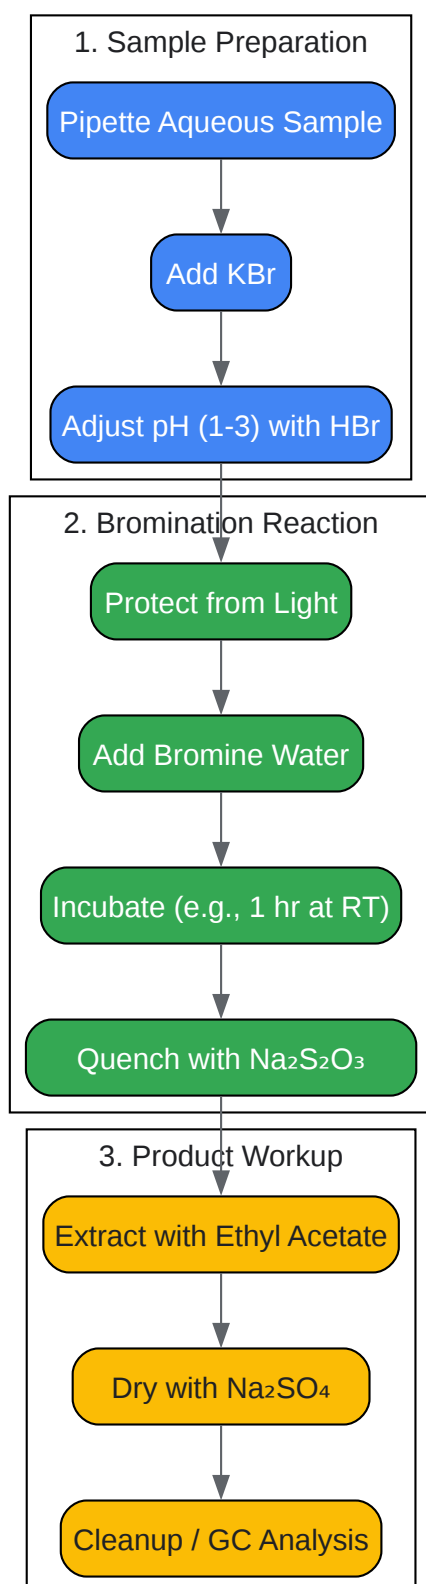 1. Sample Preparation
Pipette Aqueous Sample
Add KBr
Adjust pH (1-3) with HBr
2. Bromination Reaction
Protect from Light
Add Bromine Water
Incubate (e.g., 1 hr at RT)
Quench with Na₂S₂O₃
3. Product Workup
Extract with Ethyl Acetate
Dry with Na₂SO₄
Cleanup / GC Analysis